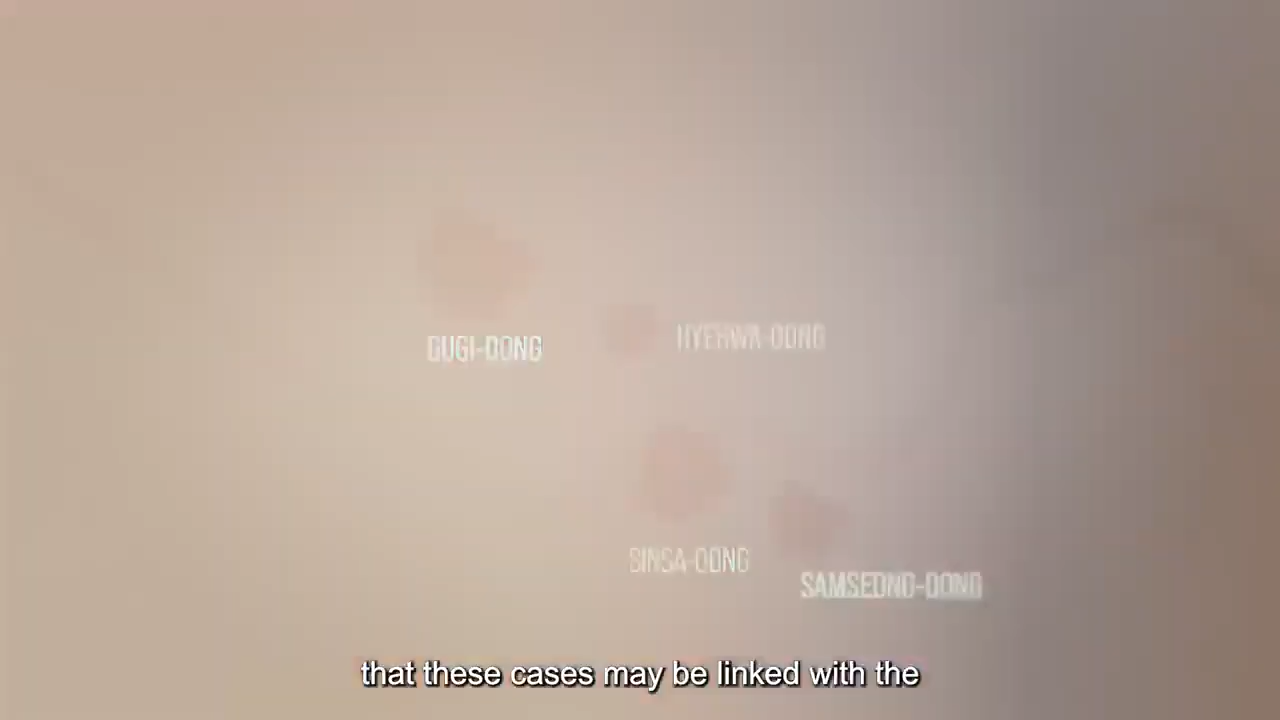 GUGI-DONG
HYEHWA-DONG
SINSA-DONG
SAMSEONG-DONG
that these cases may be linked with the